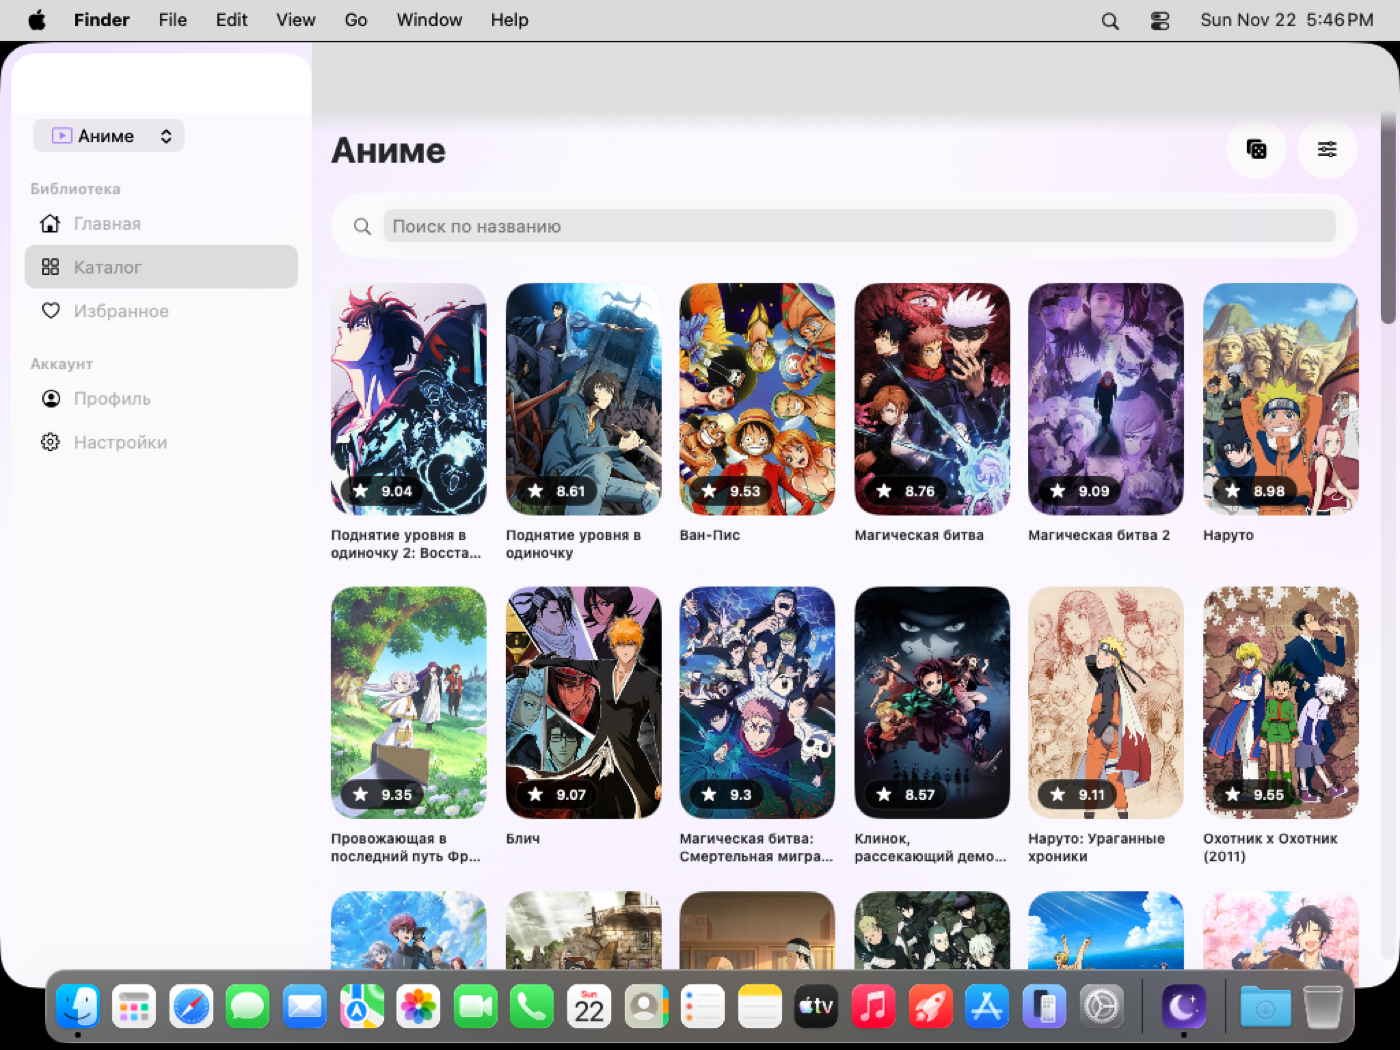 Finder File Edit View Go Window Help Sun Nov 22 5:46 PM
Аниме
Библиотека
Главная
Каталог
Избранное
Аккаунт
Профиль
Настройки
Аниме
Поиск по названию
9.04
8.61
9.53
8.76
9.09
8.98
Поднятие уровня в
одиночку 2: Восста...
Поднятие уровня в
одиночку
Ван-Пис
Магическая битва
Магическая битва 2
Наруто
9.35
9.07
9.3
8.57
9.11
9.55
Провожающая в
последний путь Фр...
Блич
Магическая битва:
Смертельная мигра...
Клинок,
рассекающий демо...
Наруто: Ураганные
хроники
Охотник х Охотник
(2011)
Sun
22
tv